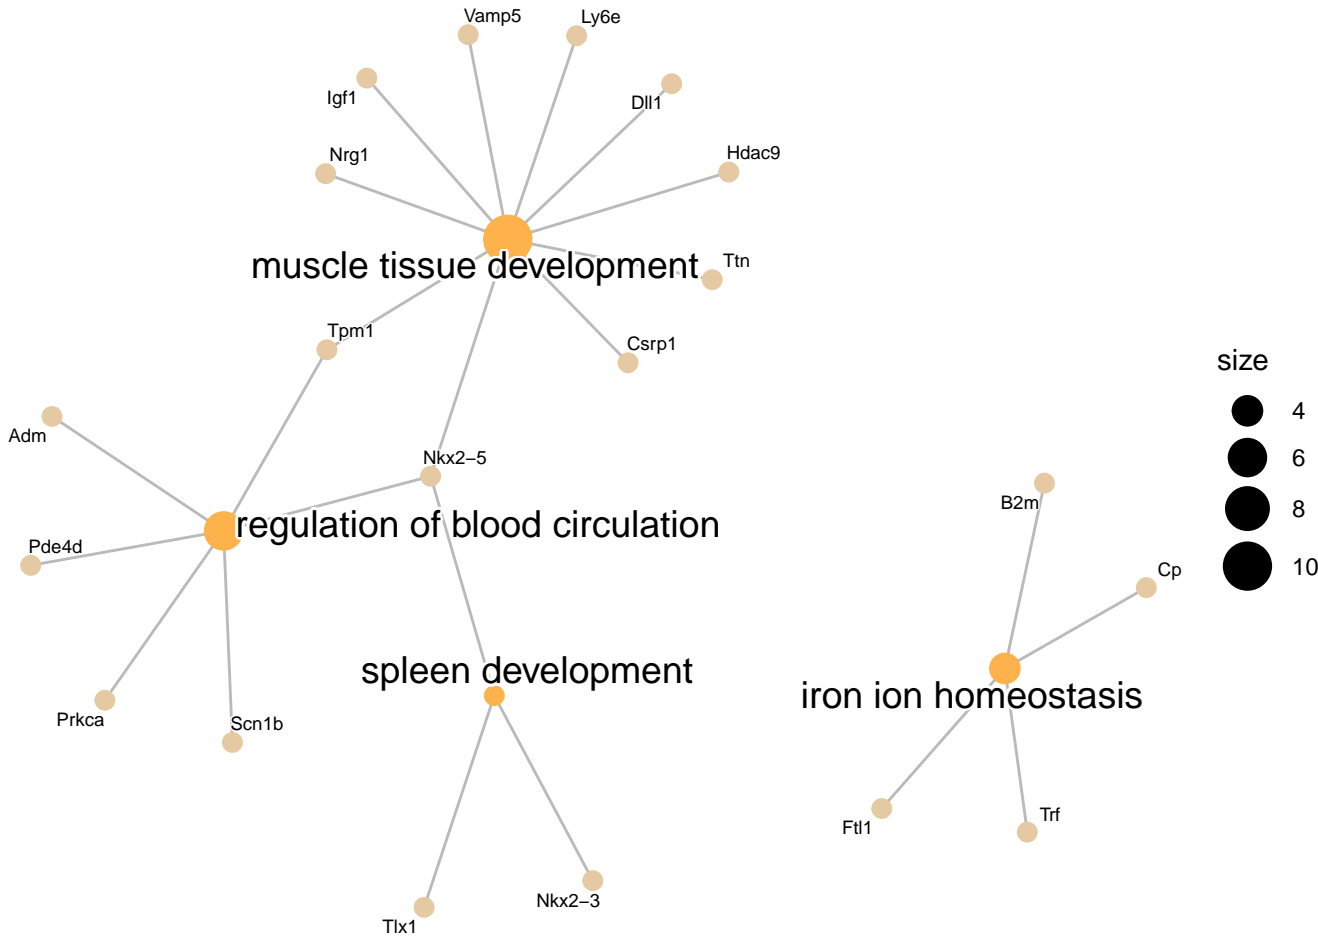 Vamp5
Ly6e
Igf1
Dll1
Nrg1
Hdac9
muscle tissue development
Ttn
Tpm1
Csrp1
size
4
Adm
Nkx2−5
6
B2m
8
regulation of blood circulation
Pde4d
Cp
10
spleen development
iron ion homeostasis
Prkca
Scn1b
Ftl1
Trf
Nkx2−3
Tlx1